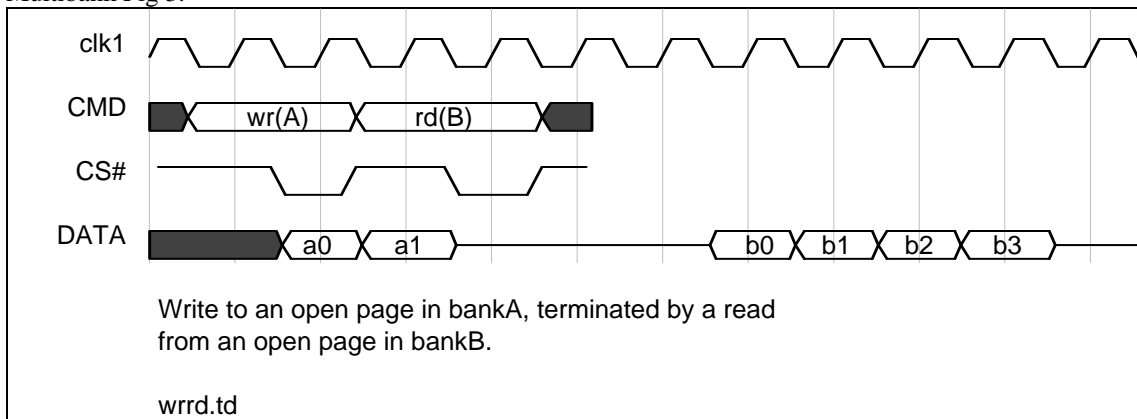 clk1
CMD wr(A) rd(B)
CS#
DATA a0 a1 b0 b1 b2 b3
Write to an open page in bankA, terminated by a read
from an open page in bankB.
wrrd.td